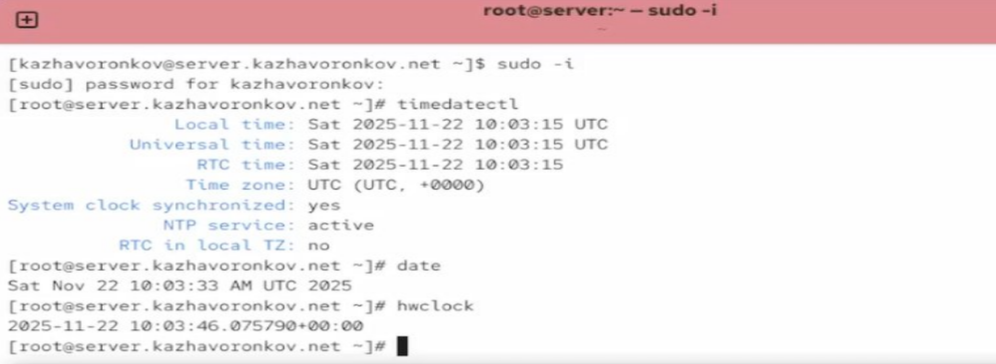 root@server:~ — sudo -i
[kazhavoronkov@server.kazhavoronkov.net ~]$ sudo -i
[sudo] password for kazhavoronkov:
[root@server.kazhavoronkov.net ~]# timedatectl
Local time: Sat 2025-11-22 10:03:15 UTC
Universal time: Sat 2025-11-22 10:03:15 UTC
RTC time: Sat 2025-11-22 10:03:15
Time zone: UTC (UTC, +0000)
System clock synchronized: yes
NTP service: active
RTC in local TZ: no
[root@server.kazhavoronkov.net ~]# date
Sat Nov 22 10:03:33 AM UTC 2025
[root@server.kazhavoronkov.net ~]# hwclock
2025-11-22 10:03:46.075790+00:00
[root@server.kazhavoronkov.net ~]#